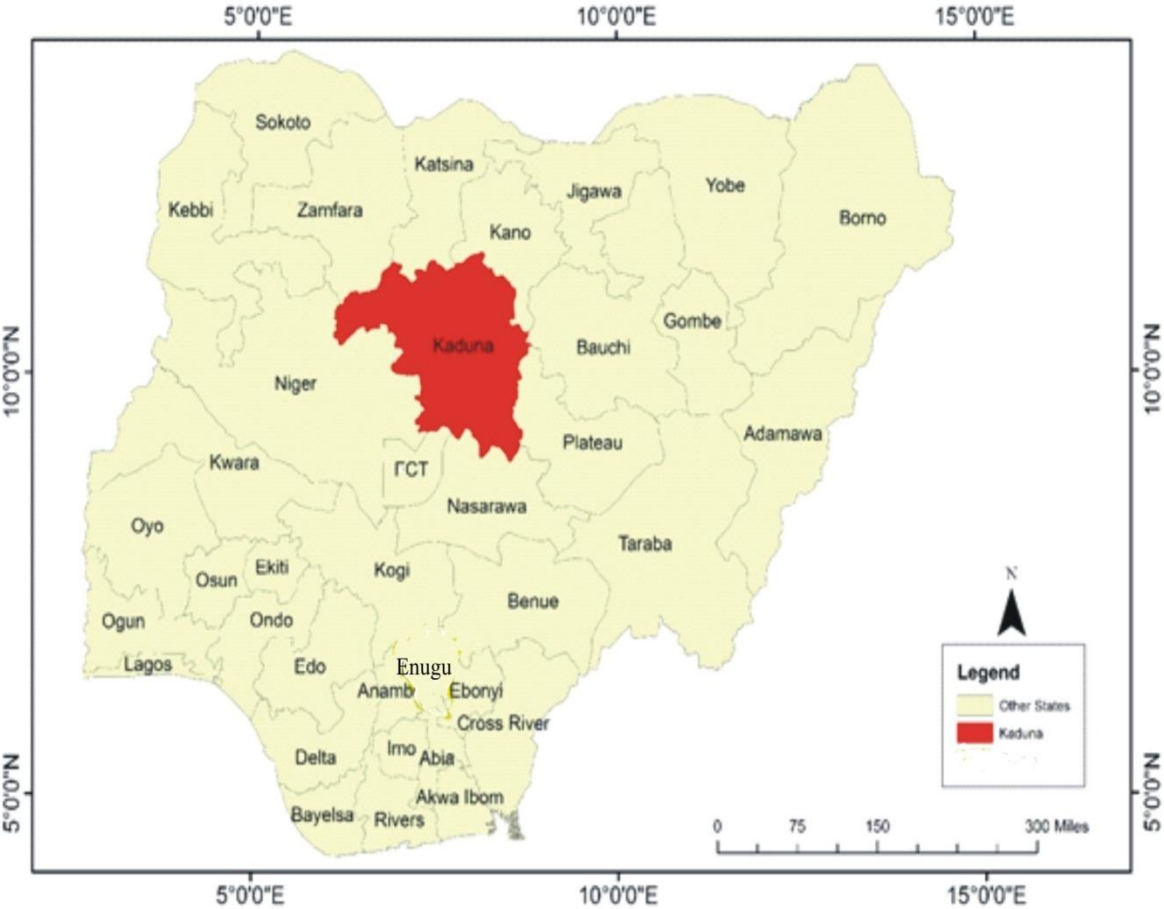 5°0'0"E 10°0'0"E 15°0'0"E
Sokoto
Katsina
Jigawa
Yobe
Kebbi
Zamfara
Borno
Kano
Gombe
Kaduna
Bauchi
10°0'0"N
10°0'0"N
Niger
Adamawa
Plateau
Kwara
ГCT
Nasarawa
Oyo
Taraba
Ekiti
Kogi
Osun
Benue
N
Ogun
Ondo
Lagos
Edo
Enugu
Anamb
Ebonyi
Cross River
Legend
Other States
Kaduna
Imo
Delta
Abia
5°0'0"N
5°0'0"N
Akwa Ibom
Bayelsa
Rivers
0 75 150 300 Miles
5°0'0"E 10°0'0"E 15°0'0"E